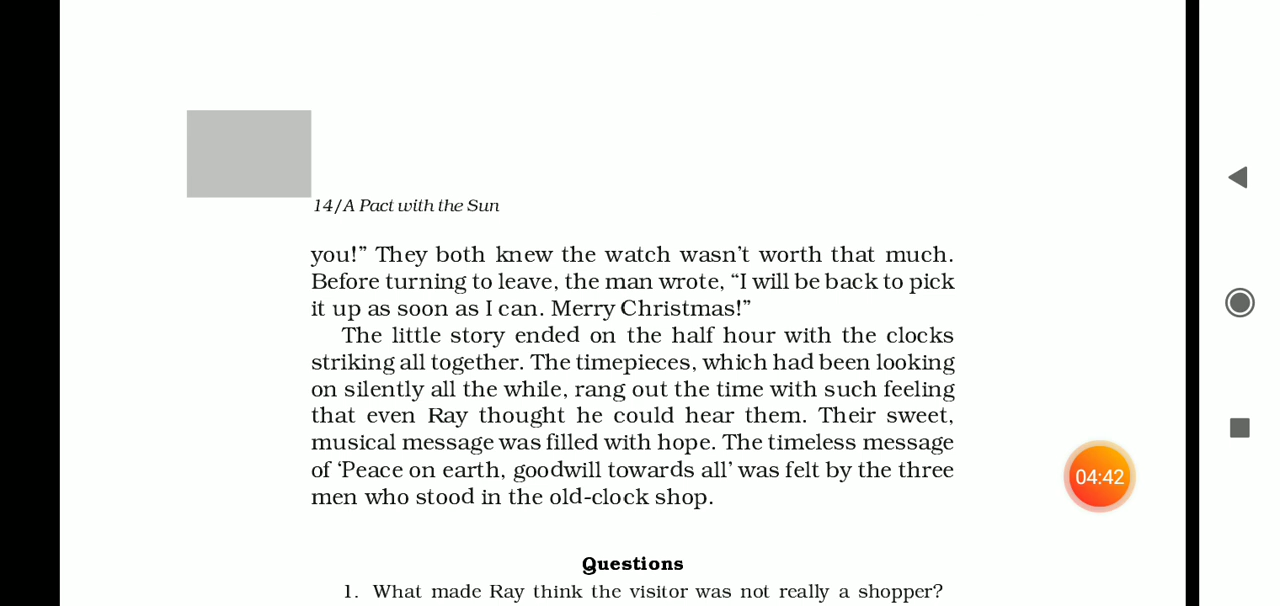 14/A Pact with the Sun
you!” They both knew the watch wasn’t worth that much.
Before turning to leave, the man wrote, “I will be back to pick
it up as soon as I can. Merry Christmas!”
The little story ended on the half hour with the clocks
striking all together. The timepieces, which had been looking
on silently all the while, rang out the time with such feeling
that even Ray thought he could hear them. Their sweet,
musical message was filled with hope. The timeless message
of ‘Peace on earth, goodwill towards all’ was felt by the three
men who stood in the old-clock shop.
04:42
Questions
1. What made Ray think the visitor was not really a shopper?